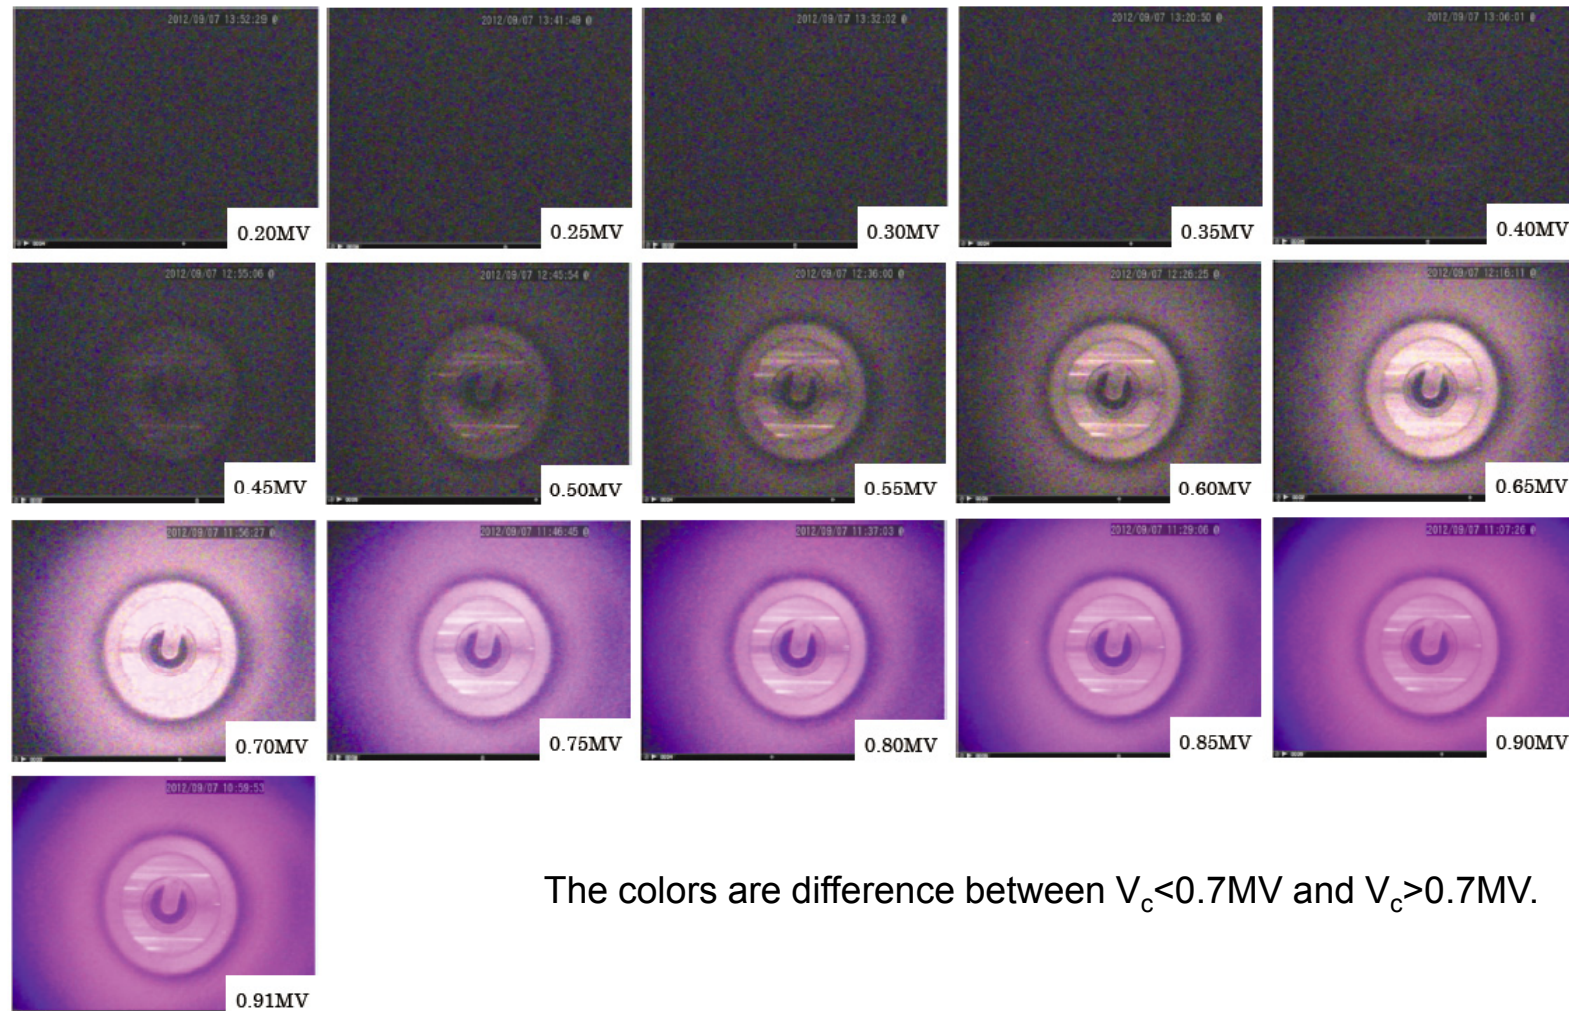 2012/09/07 13:52:29 @
2012/09/07 13:41:49 @
2012/09/07 13:32:02 @
2012/09/07 13:20:50 @
2012/09/07 13:06:01 @
0.20MV
0.25MV
0.30MV
0.35MV
0.40MV
2012/09/07 12:55:06 @
2012/09/07 12:45:54 @
2012/09/07 12:36:00 @
2012/09/07 12:26:25 @
2012/09/07 12:16:11 @
0.45MV
0.50MV
0.55MV
0.60MV
0.65MV
2012/09/07 11:56:27 @
2012/09/07 11:46:45 @
2012/09/07 11:37:03 @
2012/09/07 11:29:06 @
2012/09/07 11:07:26 @
0.70MV
0.75MV
0.80MV
0.85MV
0.90MV
2012/09/07 10:59:53
The colors are difference between Vc<0.7MV and Vc>0.7MV.
0.91MV